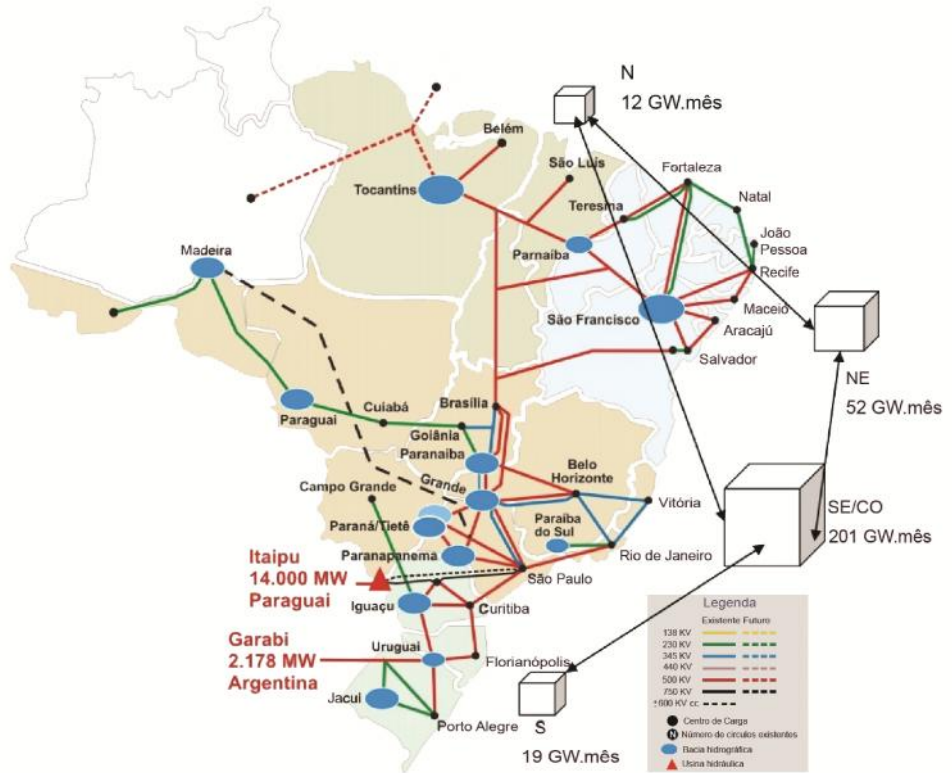 N
12 GW.mês
Belém
São Luís
Fortaleza
Tocantins
Teresina
Natal
João
Pessoa
Parnaíba
Recife
Madeira
São Francisco
Maceió
Aracajú
Salvador
NE
52 GW.mês
Brasília
Cuiabá
Paraguai
Goiânia
Paranaíba
Belo
Horizonte
Grande
Campo Grande
Vitória
SE/CO
201 GW.mês
Paraíba
do Sul
Paraná/Tietê
Rio de Janeiro
Paranapanema
São Paulo
Itaipu
14.000 MW
Paraguai
Iguaçu
Curitiba
Garabi
2.178 MW
Argentina
Uruguai
Florianópolis
Jacui
Porto Alegre
S
19 GW.mês
Legenda
Existente Futuro
138 KV
230 KV
345 KV
440 KV
500 KV
750 KV
±600 KV cc
Centro de Carga
N Número de círculos existentes
Bacia hidrográfica
Usina hidráulica